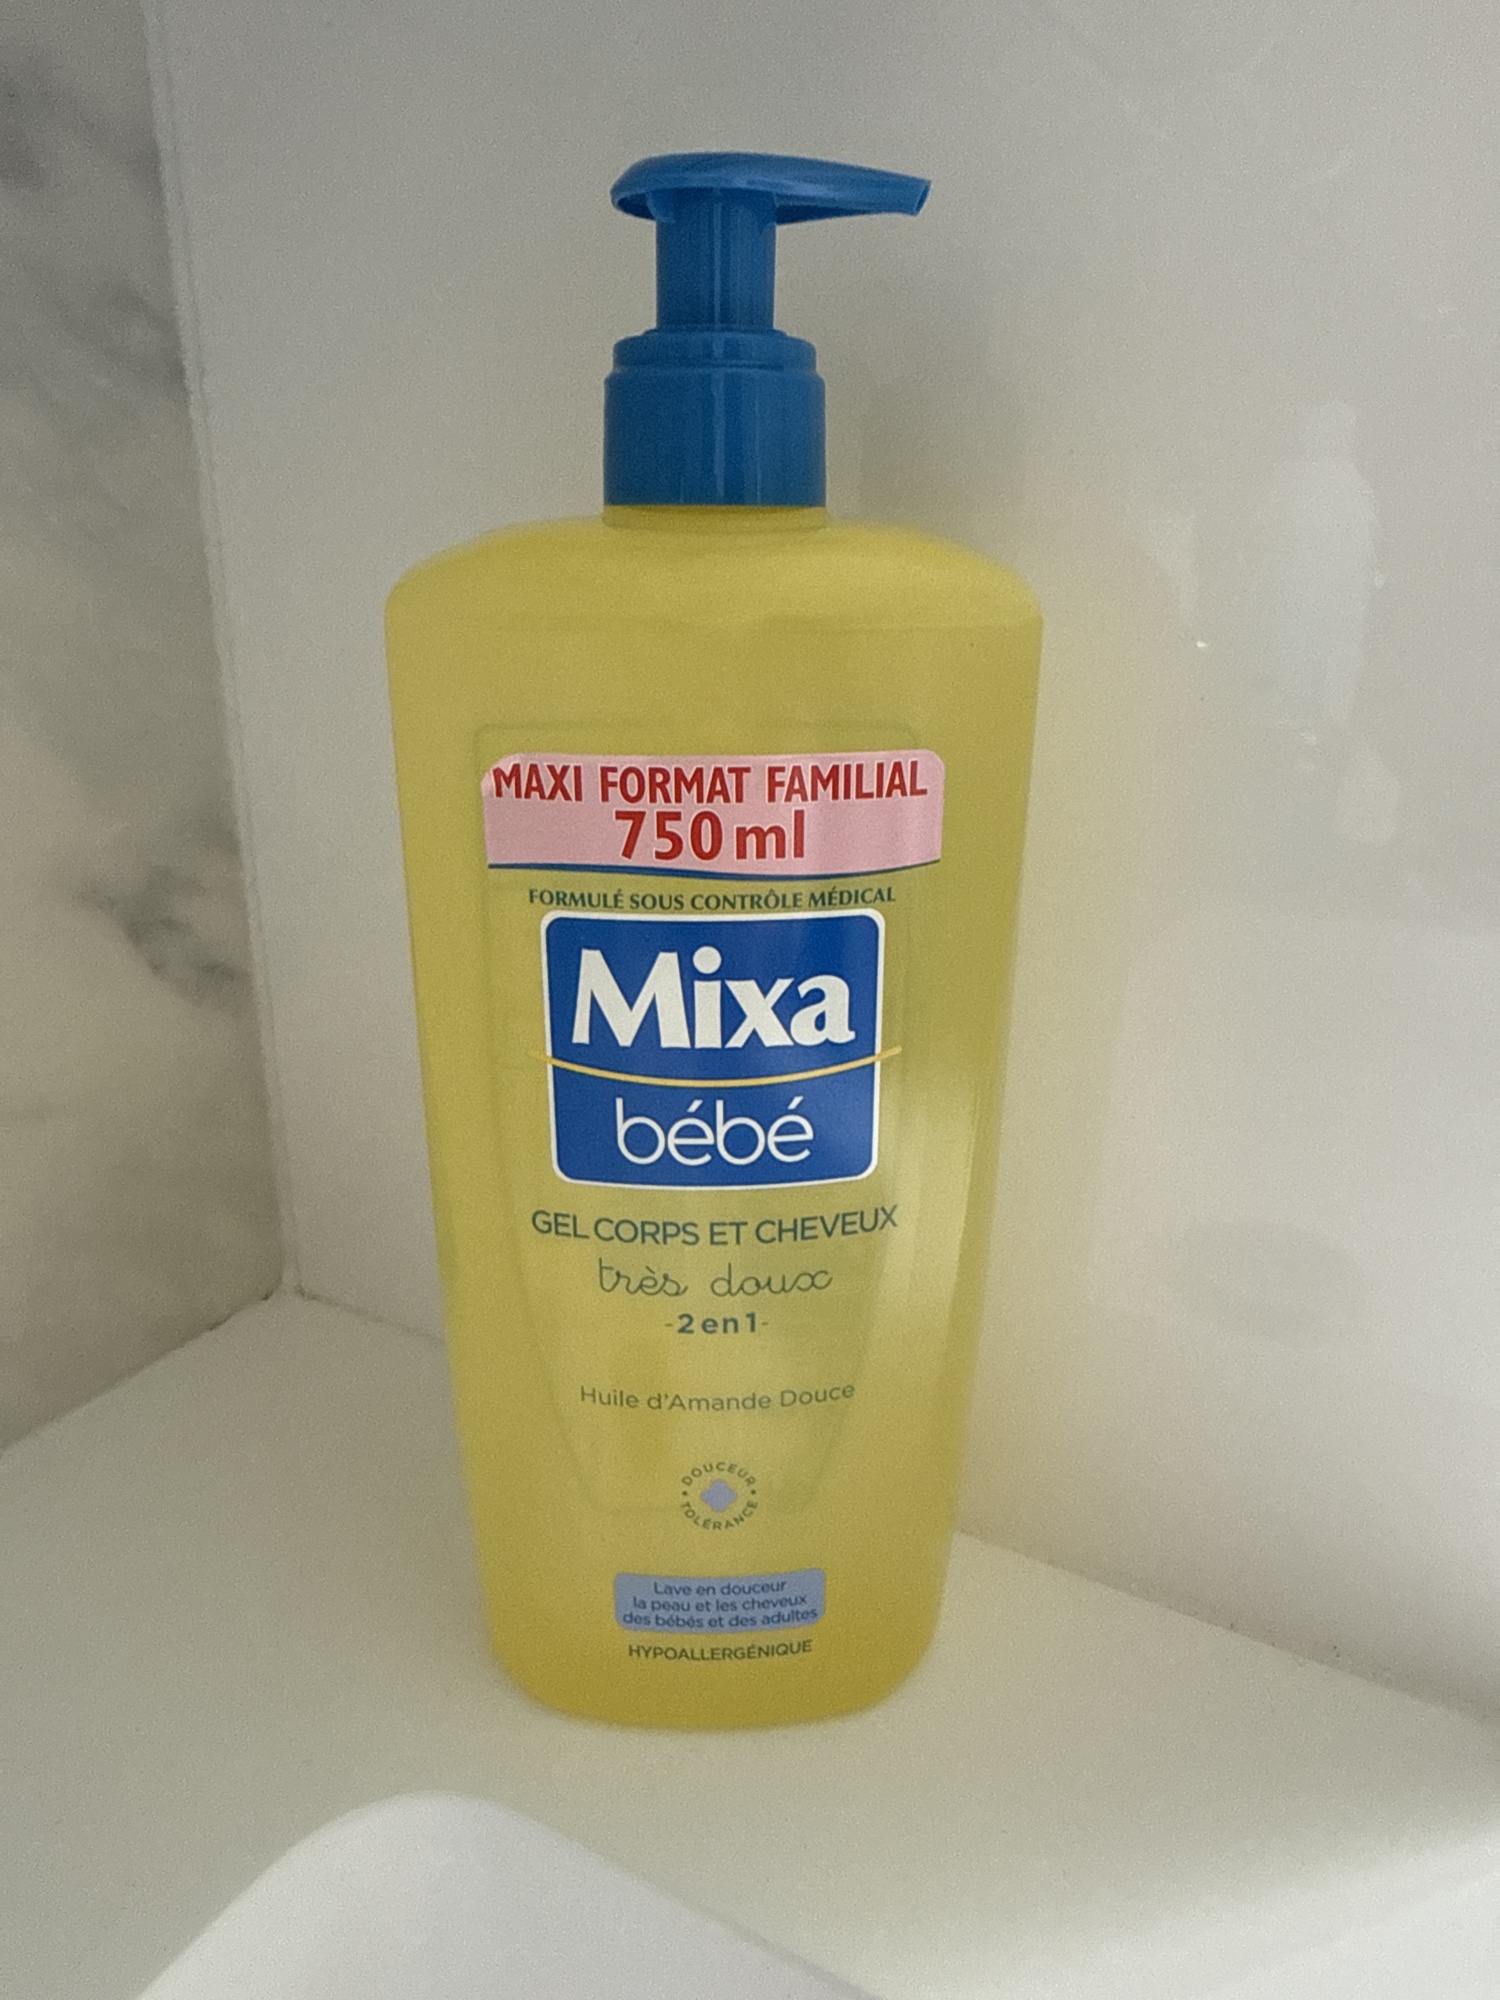 MAXI FORMAT FAMILIAL
750 ml
FORMULÉ SOUS CONTRÔLE MÉDICAL
Mixa
bébé
GEL CORPS ET CHEVEUX
très doux
-2 en 1-
Huile d'Amande Douce
DOUCEUR
TOLÉRANCE
Lave en douceur
la peau et les cheveux
des bébés et des adultes
HYPOALLERGÉNIQUE